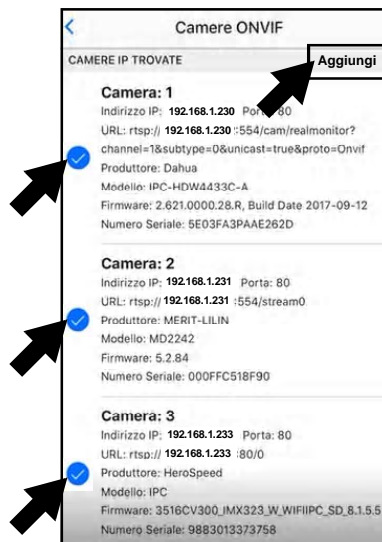 Camere ONVIF
CAMERE IP TROVATE
Aggiungi
Camera: 1
Indirizzo IP: 192.168.1.230 80
URL: rtsp:// 192.168.1.230 :554/cam/realmonitor?
channel=1&subtype=0&unicast=true&proto=Onvif
Produttore: Dahua
Modello: IPC-HDW4433C-A
Firmware: 2.621.0000.28.R, Build Date 2017-09-12
Numero Seriale: 5E03FA3PAAE262D
Camera: 2
Indirizzo IP: 192.168.1.231 Porta: 80
URL: rtsp:// 192.168.1.231 :554/stream0
Produttore: MERIT-LILIN
Modello: MD2242
Firmware: 5.2.84
Numero Seriale: 000FFC518F90
Camera: 3
Indirizzo IP: 192.168.1.233 Porta: 80
URL: rtsp:// 192.168.1.233 :80/0
Produttore: HeroSpeed
Modello: IPC
Firmware: 3516CV300_IMX323_W_WIFIIPC_SD_8.1.5.5
Numero Seriale: 9883013373758